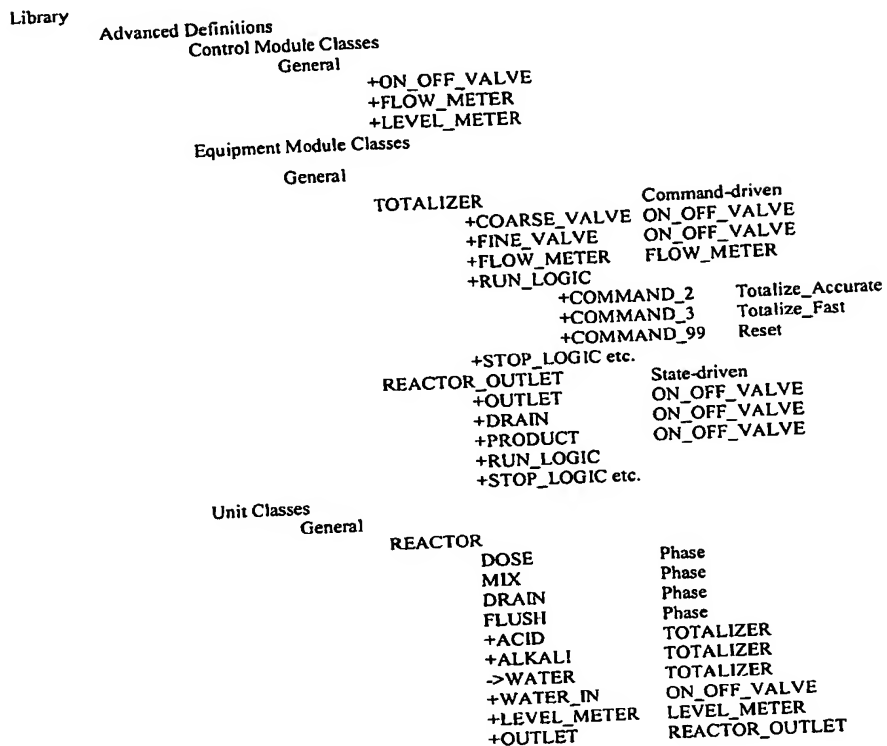 Library
Advanced Definitions
Control Module Classes
General
+ON_OFF_VALVE
+FLOW_METER
+LEVEL_METER
Equipment Module Classes
General
TOTALIZER Command-driven
+COARSE_VALVE ON_OFF_VALVE
+FINE_VALVE ON_OFF_VALVE
+FLOW_METER FLOW_METER
+RUN_LOGIC
+COMMAND_2 Totalize_Accurate
+COMMAND_3 Totalize_Fast
+COMMAND_99 Reset
+STOP_LOGIC etc.
REACTOR_OUTLET State-driven
+OUTLET ON_OFF_VALVE
+DRAIN ON_OFF_VALVE
+PRODUCT ON_OFF_VALVE
+RUN_LOGIC
+STOP_LOGIC etc.
Unit Classes
General
REACTOR
DOSE Phase
MIX Phase
DRAIN Phase
FLUSH Phase
+ACID TOTALIZER
+ALKALI TOTALIZER
->WATER TOTALIZER
+WATER_IN ON_OFF_VALVE
+LEVEL_METER LEVEL_METER
+OUTLET REACTOR_OUTLET